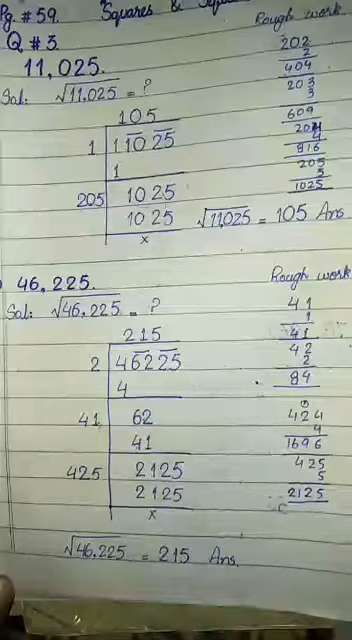 Pg. # 59. Squares &
Q. # 3.
11,025.
Sol: √11,025 = ?
105
1 | 11025
1
205 | 1025
1025
x
√11,025 = 105 Ans
Rough work
202
2
404
203
3
609
204
4
816
205
5
1025
46,225.
Sol: √46,225 = ?
215
2 | 46225
4
41 | 62
41
425 | 2125
2125
x
√46,225 = 215 Ans.
Rough work
41
1
41
42
2
84
424
4
1696
425
5
2125